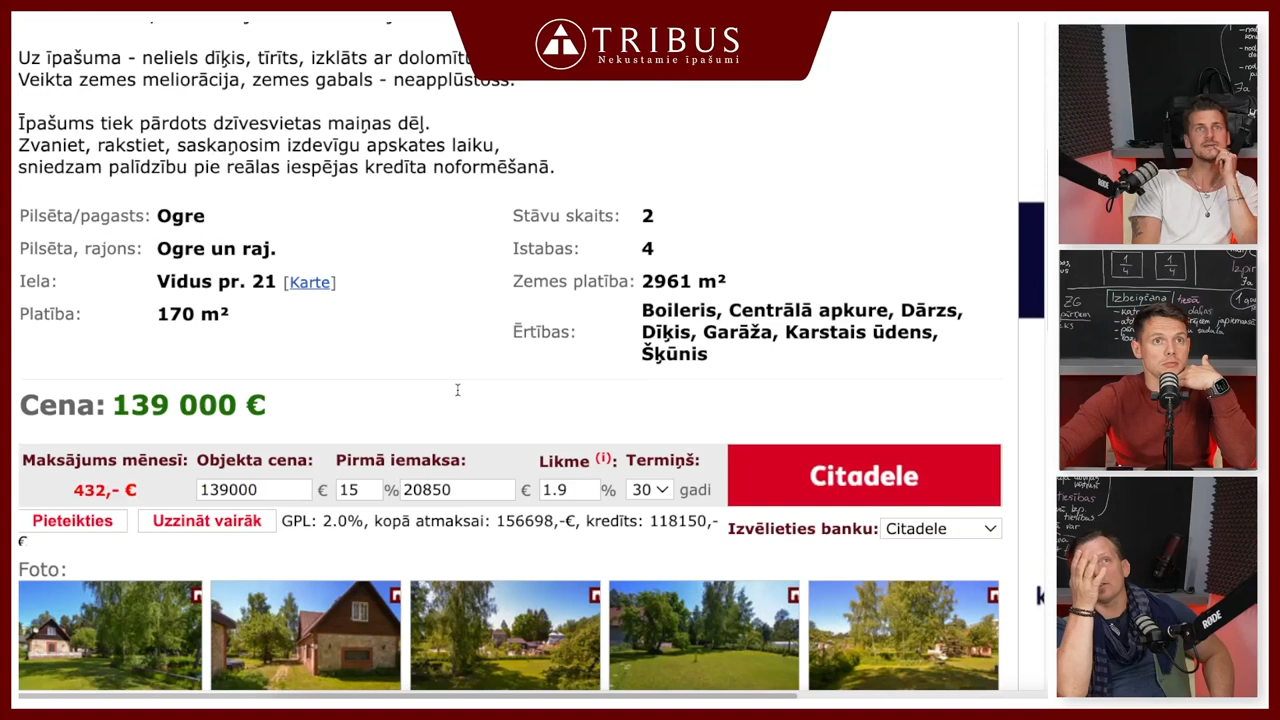 TRIBUS
Nekustamie īpašumi
Uz īpašuma - neliels dīķis, tīrīts, izklāts ar dolomītu
Veikta zemes meliorācija, zemes gabals - neapplūstošs.
Īpašums tiek pārdots dzīvesvietas maiņas dēļ.
Zvaniet, rakstiet, saskaņosim izdevīgu apskates laiku,
sniedzam palīdzību pie reālas iespējas kredīta noformēšanā.
Pilsēta/pagasts: Ogre
Pilsēta, rajons: Ogre un raj.
Iela: Vidus pr. 21 [Karte]
Platība: 170 m²
Stāvu skaits: 2
Istabas: 4
Zemes platība: 2961 m²
Ērtības: Boileris, Centrālā apkure, Dārzs,
Dīķis, Garāža, Karstais ūdens,
Šķūnis
Cena: 139 000 €
Maksājums mēnesī: Objekta cena: Pirmā iemaksa: Likme (i): Termiņš:
432,- € 139000 € 15 % 20850 € 1.9 % 30 gadi
Citadele
Pieteikties Uzzināt vairāk GPL: 2.0%, kopā atmaksai: 156698,-€, kredīts: 118150,-
€
Izvēlieties banku: Citadele
Foto:
RODE
Izbeigšana
ZG
RODE